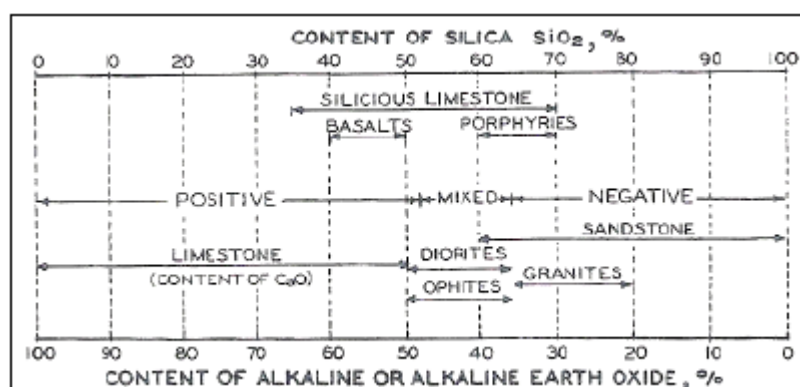 CONTENT OF SILICA SiO₂, %
0 10 20 30 40 50 60 70 80 90 100
SILICIOUS LIMESTONE
BASALTS PORPHYRIES
POSITIVE MIXED NEGATIVE
SANDSTONE
LIMESTONE DIORITES
(CONTENT OF CaO) GRANITES
OPHITES
100 90 80 70 60 50 40 30 20 10 0
CONTENT OF ALKALINE OR ALKALINE EARTH OXIDE, %